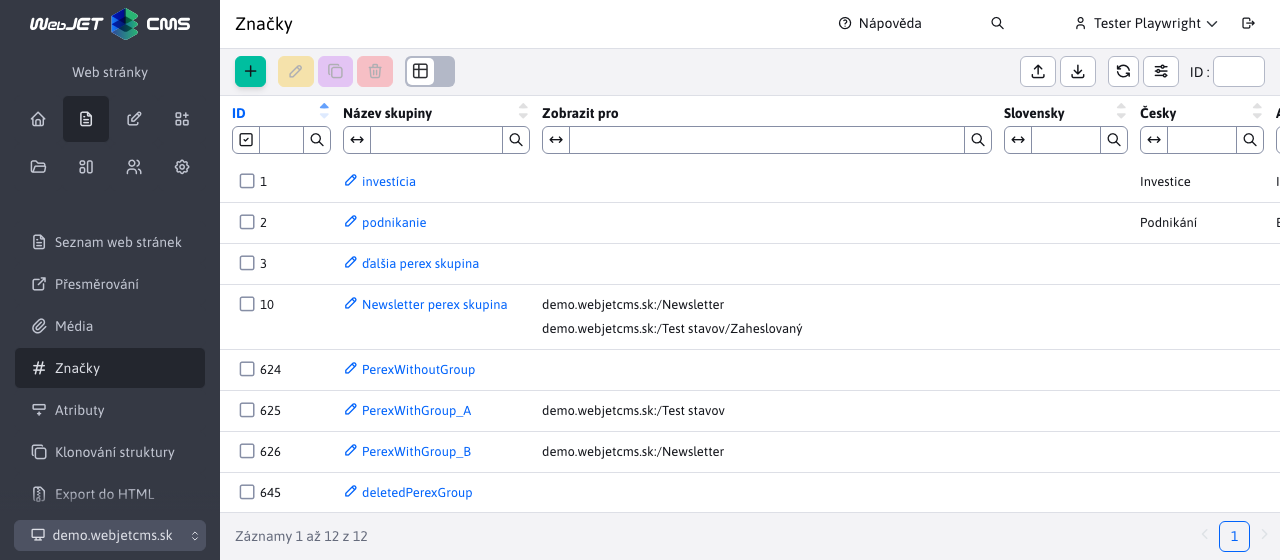 WebJET CMS
Značky
Nápověda
Tester Playwright
Web stránky
ID :
Seznam web stránek
Přesměrování
Média
Značky
Atributy
Klonování struktury
Export do HTML
demo.webjetcms.sk
ID Název skupiny Zobrazit pro Slovensky Česky
1 investícia Investice
2 podnikanie Podnikání
3 ďalšia perex skupina
10 Newsletter perex skupina demo.webjetcms.sk:/Newsletter
demo.webjetcms.sk:/Test stavov/Zaheslovaný
624 PerexWithoutGroup
625 PerexWithGroup_A demo.webjetcms.sk:/Test stavov
626 PerexWithGroup_B demo.webjetcms.sk:/Newsletter
645 deletedPerexGroup
Záznamy 1 až 12 z 12
1